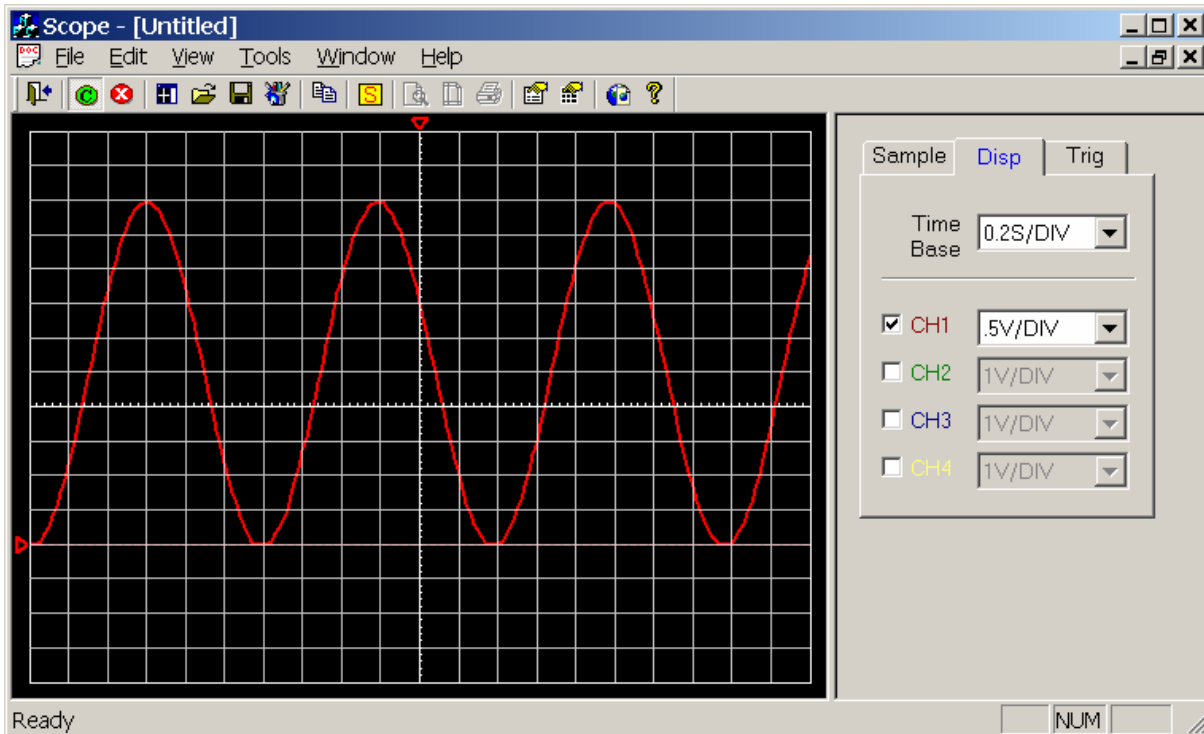 Scope - [Untitled]
DOC
File Edit View Tools Window Help
C
S
?
Sample Disp Trig
Time Base 0.2S/DIV
CH1 .5V/DIV
CH2 1V/DIV
CH3 1V/DIV
CH4 1V/DIV
Ready
NUM